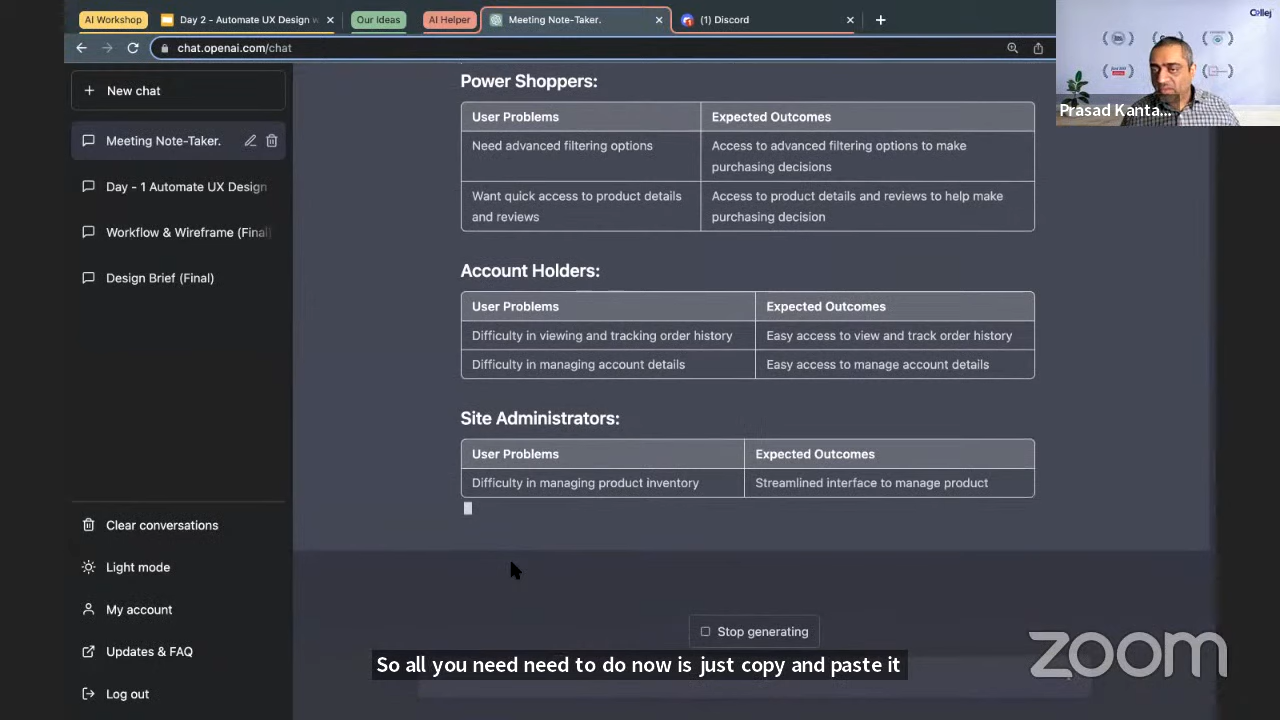 AI Workshop
Day 2 - Automate UX Design w
Our Ideas
AI Helper
Meeting Note-Taker.
(1) Discord
chat.openai.com/chat
Collej
Prasad Kanta...
New chat
Meeting Note-Taker.
Day - 1 Automate UX Design
Workflow & Wireframe (Final
Design Brief (Final)
Clear conversations
Light mode
My account
Updates & FAQ
Log out
Power Shoppers:
User Problems
Expected Outcomes
Need advanced filtering options
Access to advanced filtering options to make
purchasing decisions
Want quick access to product details
and reviews
Access to product details and reviews to help make
purchasing decision
Account Holders:
User Problems
Expected Outcomes
Difficulty in viewing and tracking order history
Easy access to view and track order history
Difficulty in managing account details
Easy access to manage account details
Site Administrators:
User Problems
Expected Outcomes
Difficulty in managing product inventory
Streamlined interface to manage product
Stop generating
So all you need need to do now is just copy and paste it
zoom